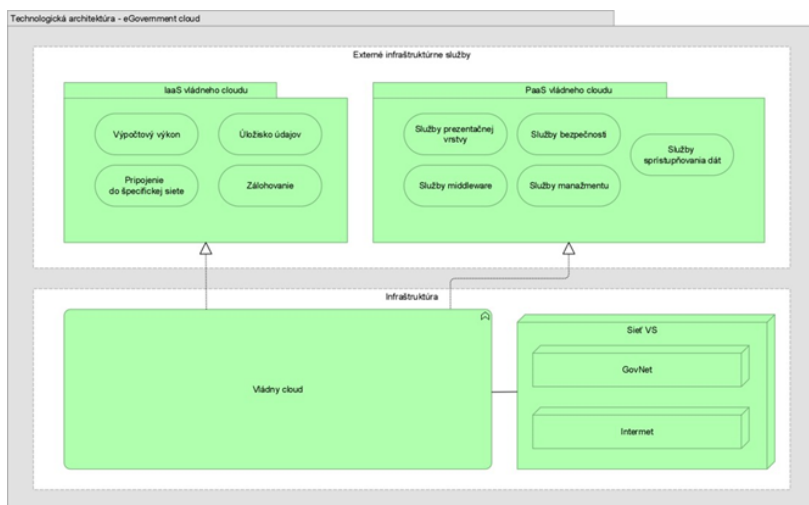 Technologická architektúra - eGovernment cloud
Externé infraštruktúrne služby
IaaS vládneho cloudu
Výpočtový výkon
Úložisko údajov
Pripojenie
do špecifickej siete
Zálohovanie
PaaS vládneho cloudu
Služby prezentačnej
vrstvy
Služby bezpečnosti
Služby
sprístupňovania dát
Služby middleware
Služby manažmentu
Infraštruktúra
Vládny cloud
Sieť VS
GovNet
Internet